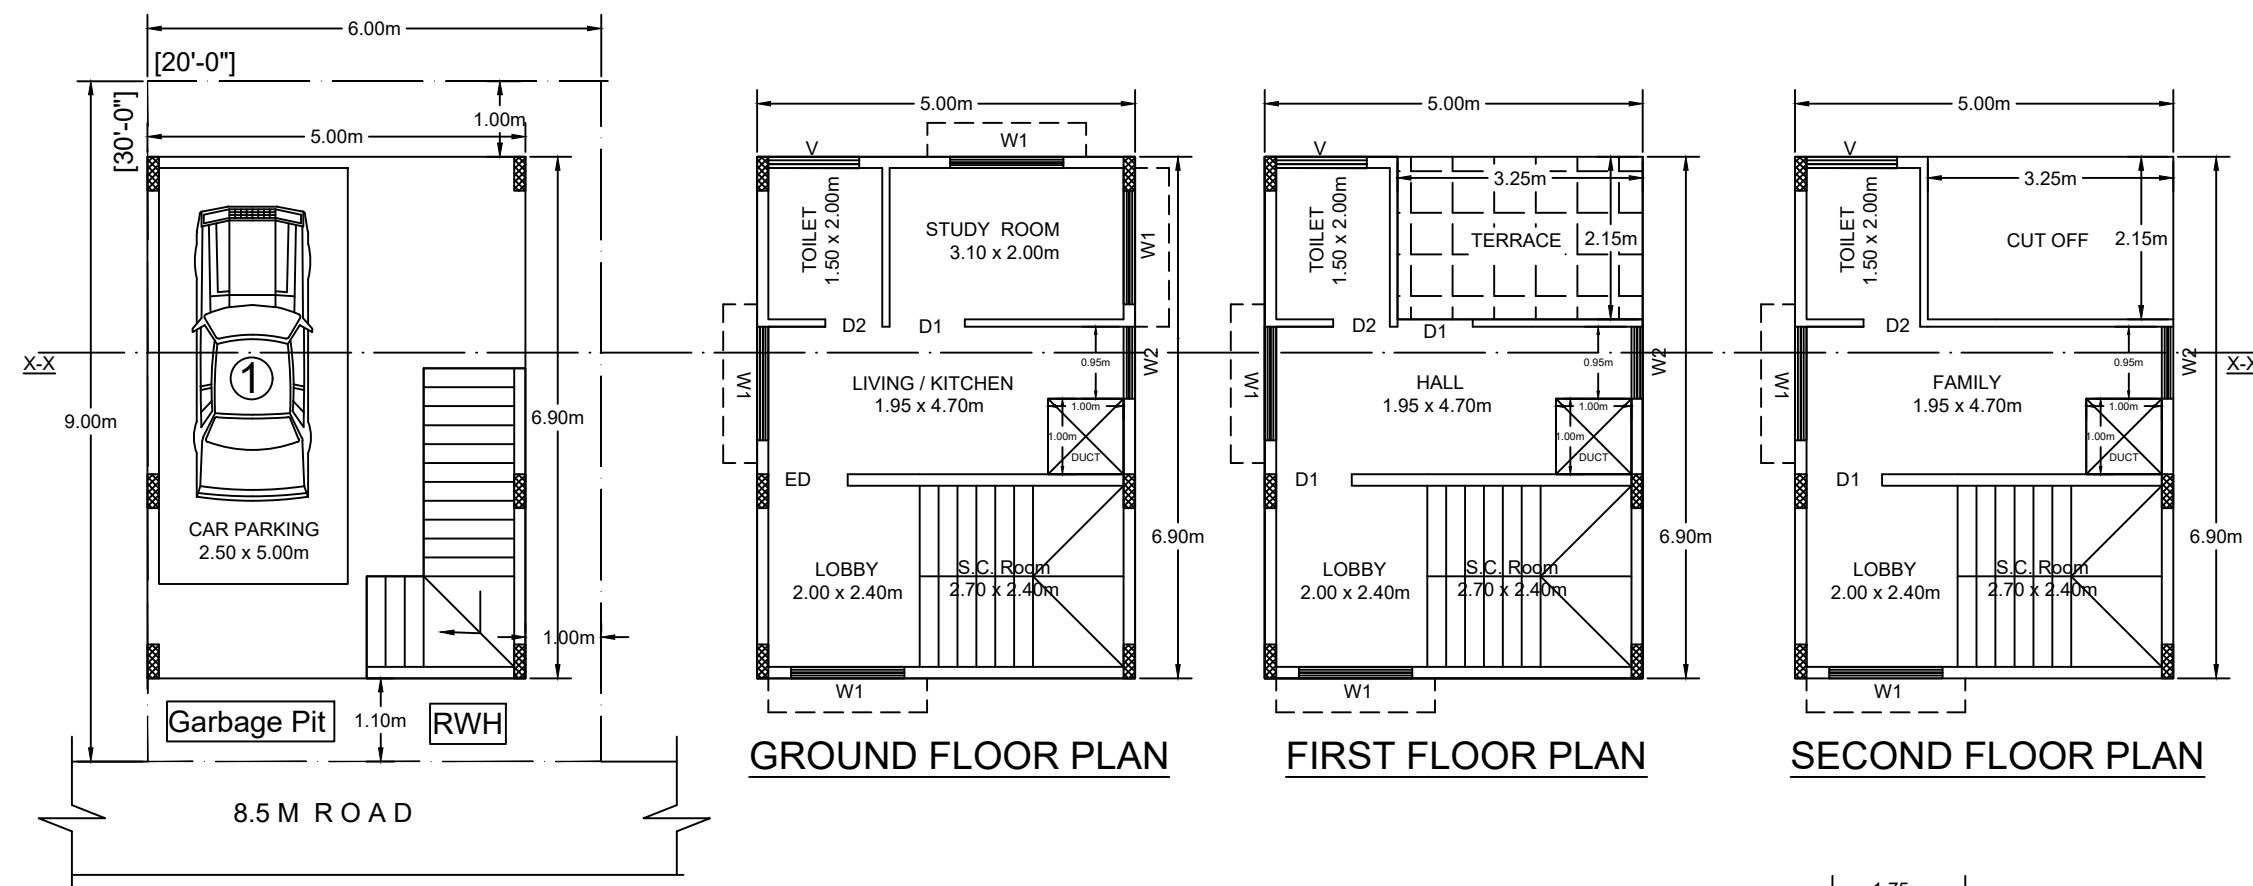 6.00m
[20'-0"]
[30'-0"]
1.00m
5.00m
9.00m
6.90m
1
CAR PARKING
2.50 x 5.00m
1.00m
Garbage Pit
1.10m
RWH
8.5 M R O A D
X-X
5.00m
V
W1
TOILET
1.50 x 2.00m
STUDY ROOM
3.10 x 2.00m
W1
D2
D1
0.95m
W2
W1
LIVING / KITCHEN
1.95 x 4.70m
1.00m
1.00m
DUCT
ED
6.90m
LOBBY
2.00 x 2.40m
S.C. Room
2.70 x 2.40m
W1
GROUND FLOOR PLAN
5.00m
V
3.25m
TOILET
1.50 x 2.00m
TERRACE
2.15m
D2
D1
0.95m
W2
W1
HALL
1.95 x 4.70m
1.00m
1.00m
DUCT
D1
6.90m
LOBBY
2.00 x 2.40m
S.C. Room
2.70 x 2.40m
W1
FIRST FLOOR PLAN
5.00m
V
3.25m
TOILET
1.50 x 2.00m
CUT OFF
2.15m
D2
0.95m
W2
X-X
W1
FAMILY
1.95 x 4.70m
1.00m
1.00m
DUCT
D1
6.90m
LOBBY
2.00 x 2.40m
S.C. Room
2.70 x 2.40m
W1
SECOND FLOOR PLAN